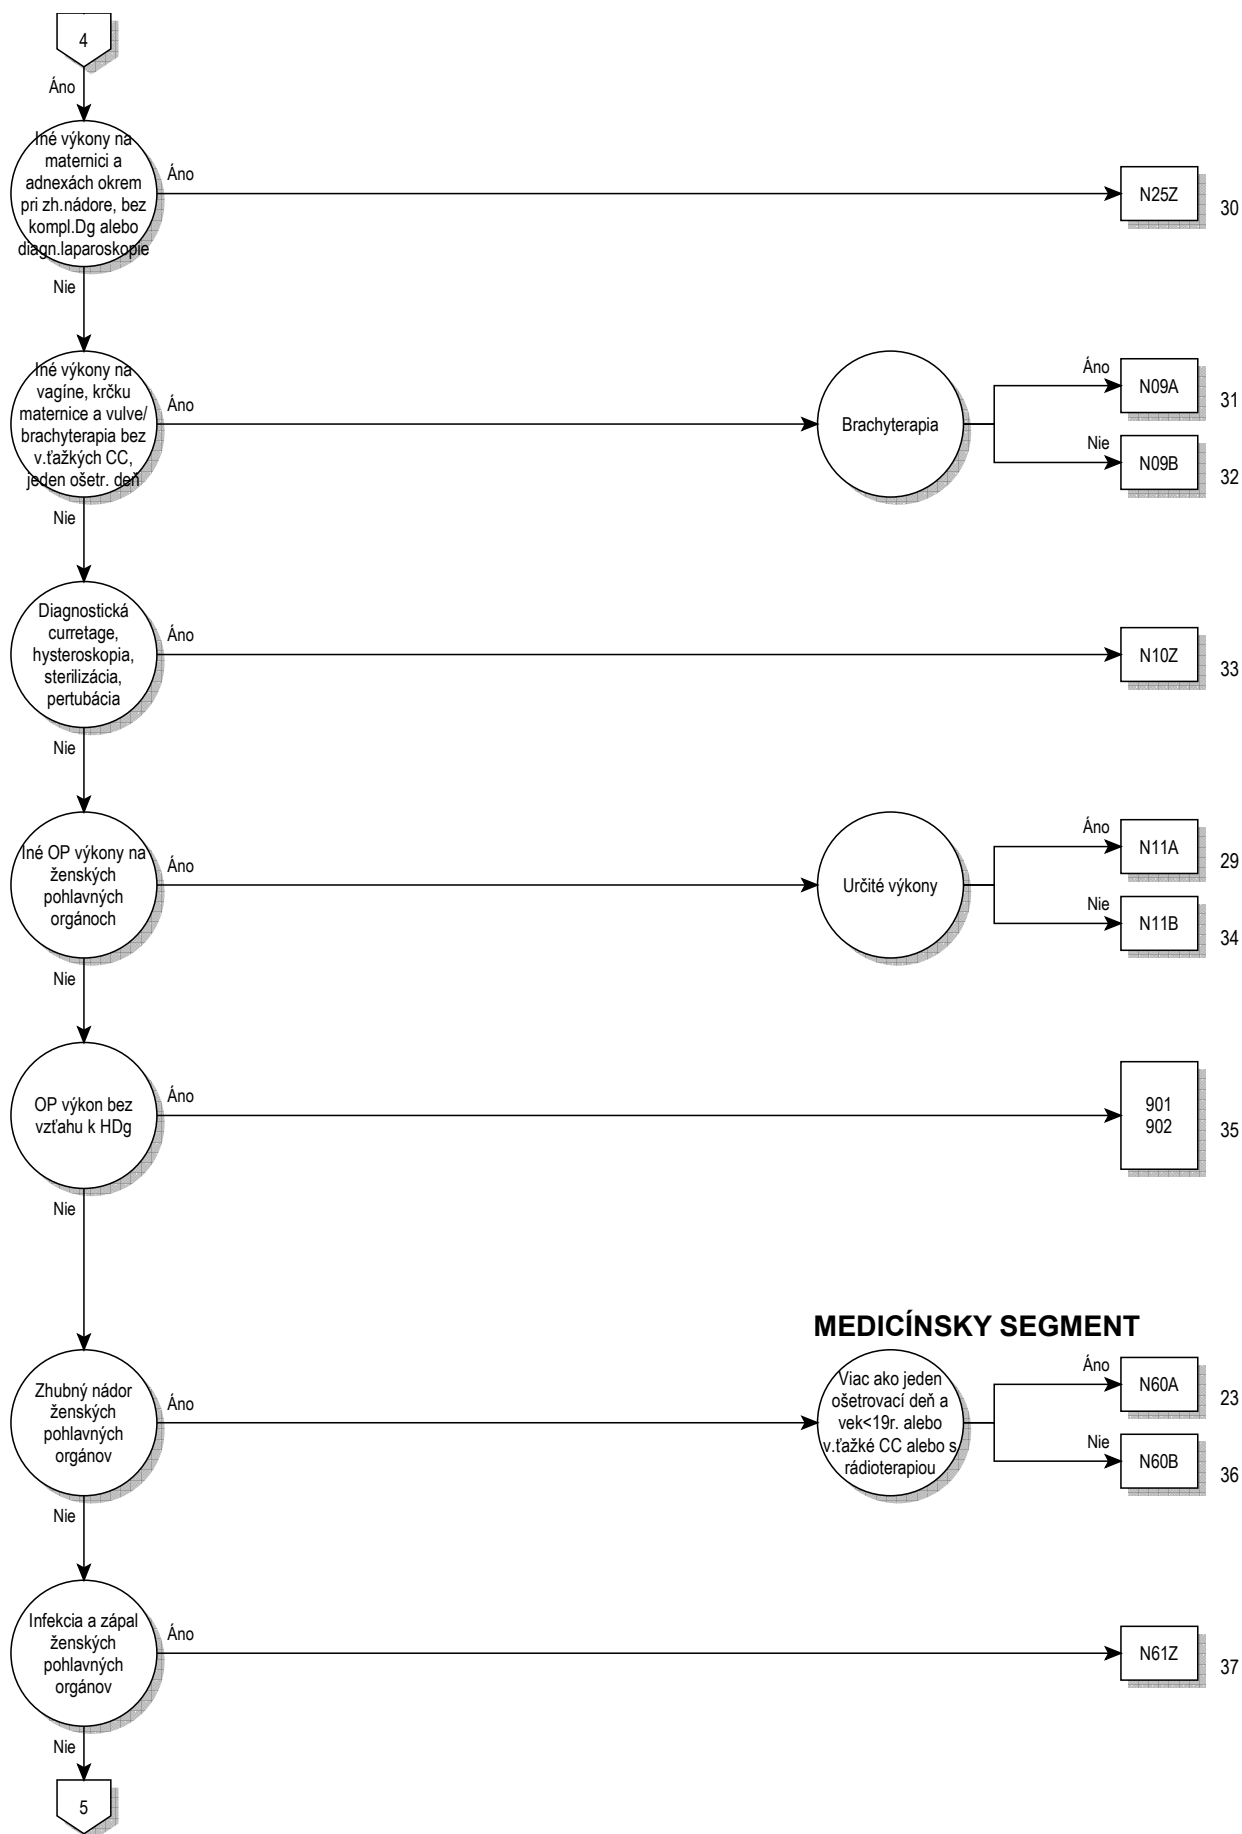 4
Áno
Iné výkony na
maternici a
adnexách okrem
pri zh.nádore, bez
kompl.Dg alebo
diagn.laparoskopie
Áno
N25Z
30
Nie
Iné výkony na
vagíne, krčku
maternice a vulve/
brachyterapia bez
v.ťažkých CC,
jeden ošetr. deň
Áno
Brachyterapia
Áno
N09A
31
Nie
N09B
32
Nie
Diagnostická
curretage,
hysteroskopia,
sterilizácia,
pertubácia
Áno
N10Z
33
Nie
Iné OP výkony na
ženských
pohlavných
orgánoch
Áno
Určité výkony
Áno
N11A
29
Nie
N11B
34
Nie
OP výkon bez
vzťahu k HDg
Áno
901
902
35
Nie
MEDICÍNSKY SEGMENT
Zhubný nádor
ženských
pohlavných
orgánov
Áno
Viac ako jeden
ošetrovací deň a
vek<19r. alebo
v.ťažké CC alebo s
rádioterapiou
Áno
N60A
23
Nie
N60B
36
Nie
Infekcia a zápal
ženských
pohlavných
orgánov
Áno
N61Z
37
Nie
5